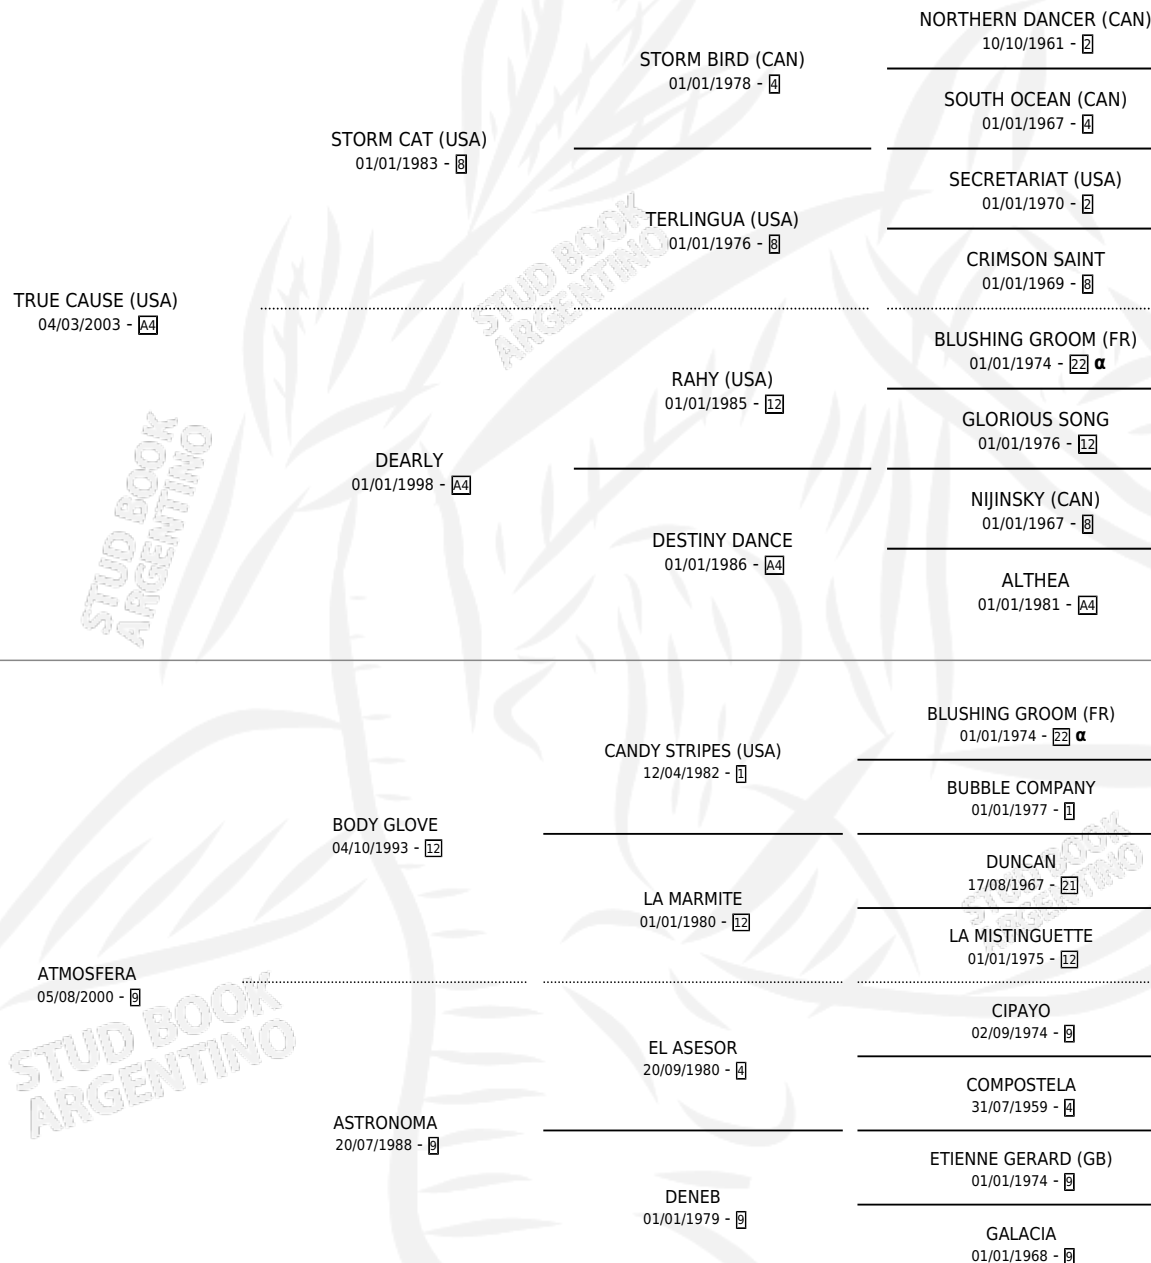 NORTHERN DANCER (CAN)
10/10/1961 - 2
STORM BIRD (CAN)
01/01/1978 - 4
SOUTH OCEAN (CAN)
01/01/1967 - 4
STORM CAT (USA)
01/01/1983 - 8
SECRETARIAT (USA)
01/01/1970 - 2
TERLINGUA (USA)
01/01/1976 - 8
CRIMSON SAINT
01/01/1969 - 8
TRUE CAUSE (USA)
04/03/2003 - A4
BLUSHING GROOM (FR)
01/01/1974 - 22 α
RAHY (USA)
01/01/1985 - 12
GLORIOUS SONG
01/01/1976 - 12
DEARLY
01/01/1998 - A4
NIJINSKY (CAN)
01/01/1967 - 8
DESTINY DANCE
01/01/1986 - A4
ALTHEA
01/01/1981 - A4
BLUSHING GROOM (FR)
01/01/1974 - 22 α
CANDY STRIPES (USA)
12/04/1982 - 1
BUBBLE COMPANY
01/01/1977 - 1
BODY GLOVE
04/10/1993 - 12
DUNCAN
17/08/1967 - 21
LA MARMITE
01/01/1980 - 12
LA MISTINGUETTE
01/01/1975 - 12
ATMOSFERA
05/08/2000 - 9
CIPAYO
02/09/1974 - 9
EL ASESOR
20/09/1980 - 4
COMPOSTELA
31/07/1959 - 4
ASTRONOMA
20/07/1988 - 9
ETIENNE GERARD (GB)
01/01/1974 - 9
DENEB
01/01/1979 - 9
GALACIA
01/01/1968 - 9
STUD BOOK
ARGENTINO
STUD BOOK
ARGENTINO
STUD BOOK
ARGENTINO
STUD BOOK
ARGENTINO